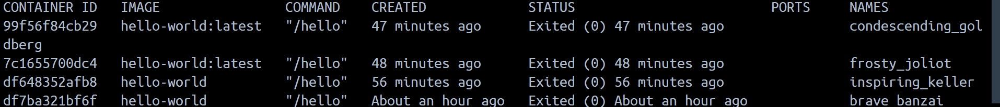 CONTAINER ID   IMAGE                COMMAND    CREATED             STATUS                         PORTS     NAMES
99f56f84cb29   hello-world:latest   "/hello"   47 minutes ago      Exited (0) 47 minutes ago                condescending_gol
dberg
7c1655700dc4   hello-world:latest   "/hello"   48 minutes ago      Exited (0) 48 minutes ago                frosty_joliot
df648352afb8   hello-world          "/hello"   56 minutes ago      Exited (0) 56 minutes ago                inspiring_keller
df7ba321bf6f   hello-world          "/hello"   About an hour ago   Exited (0) About an hour ago             brave_banzai